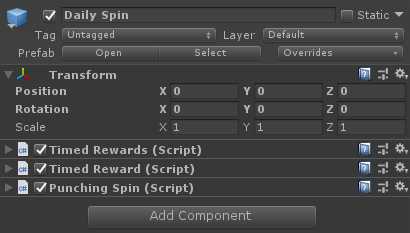 Daily Spin Static
Tag Untagged Layer Default
Prefab Open Select Overrides
Transform
Position X 0 Y 0 Z 0
Rotation X 0 Y 0 Z 0
Scale X 1 Y 1 Z 1
C# Timed Rewards (Script)
C# Timed Reward (Script)
C# Punching Spin (Script)
Add Component